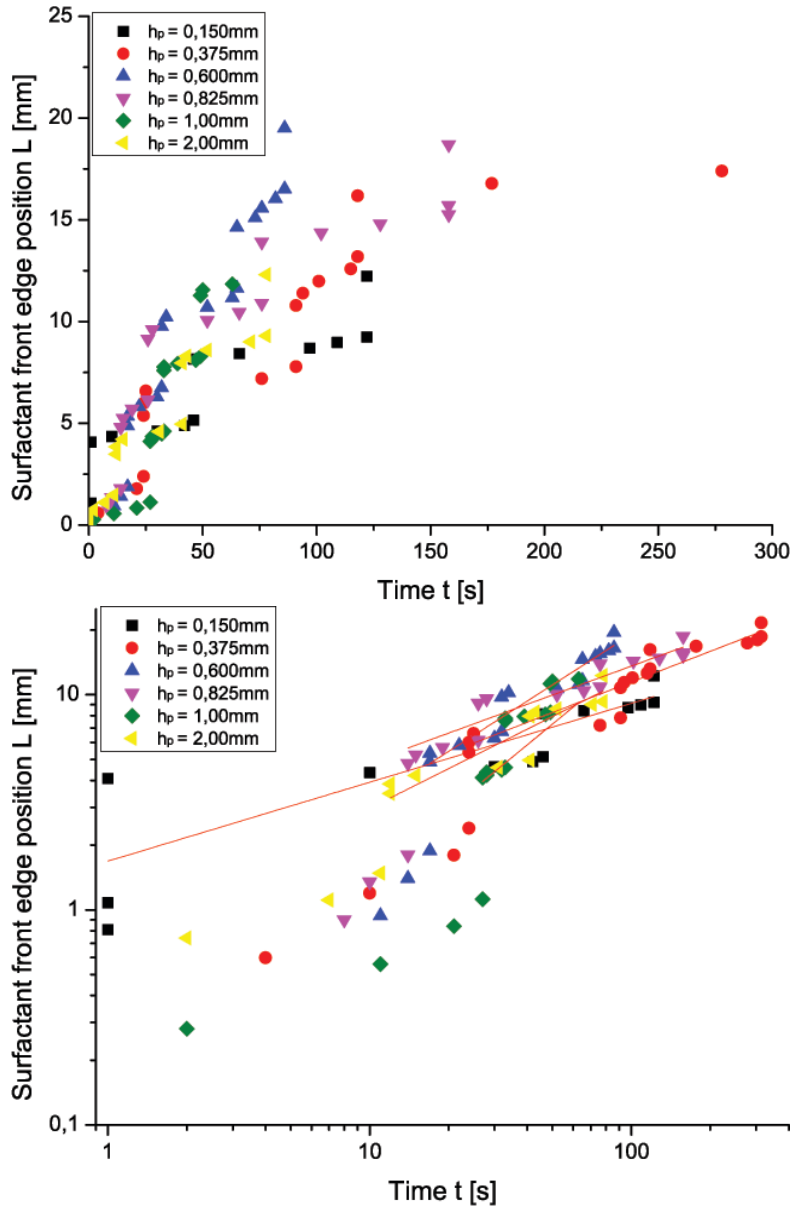 25
20
15
10
5
0
Surfactant front edge position L [mm]
hp = 0,150mm
hp = 0,375mm
hp = 0,600mm
hp = 0,825mm
hp = 1,00mm
hp = 2,00mm
0 50 100 150 200 250 300
Time t [s]
10
1
0,1
Surfactant front edge position L [mm]
hp = 0,150mm
hp = 0,375mm
hp = 0,600mm
hp = 0,825mm
hp = 1,00mm
hp = 2,00mm
1 10 100
Time t [s]